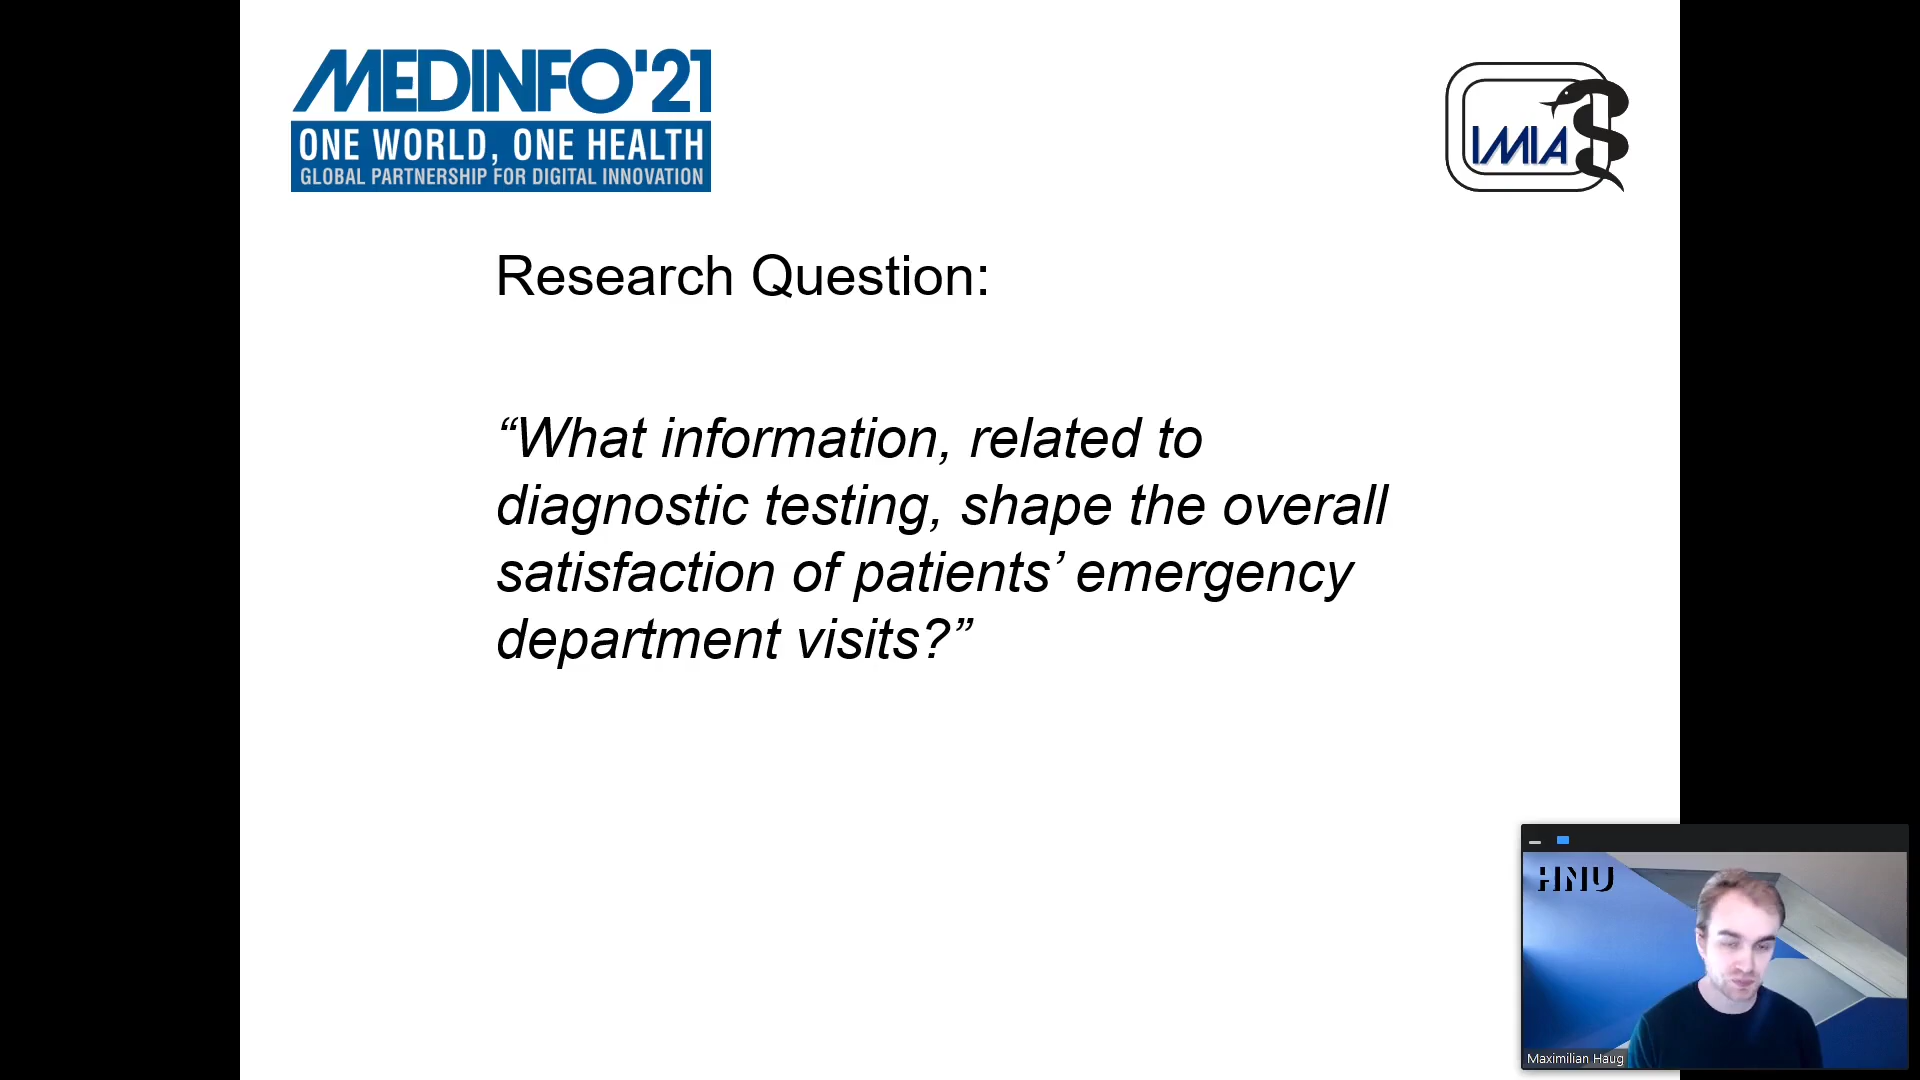 MEDINFO'21
ONE WORLD, ONE HEALTH
GLOBAL PARTNERSHIP FOR DIGITAL INNOVATION
IMIA
Research Question:
“What information, related to
diagnostic testing, shape the overall
satisfaction of patients’ emergency
department visits?”
HNU
Maximilian Haug